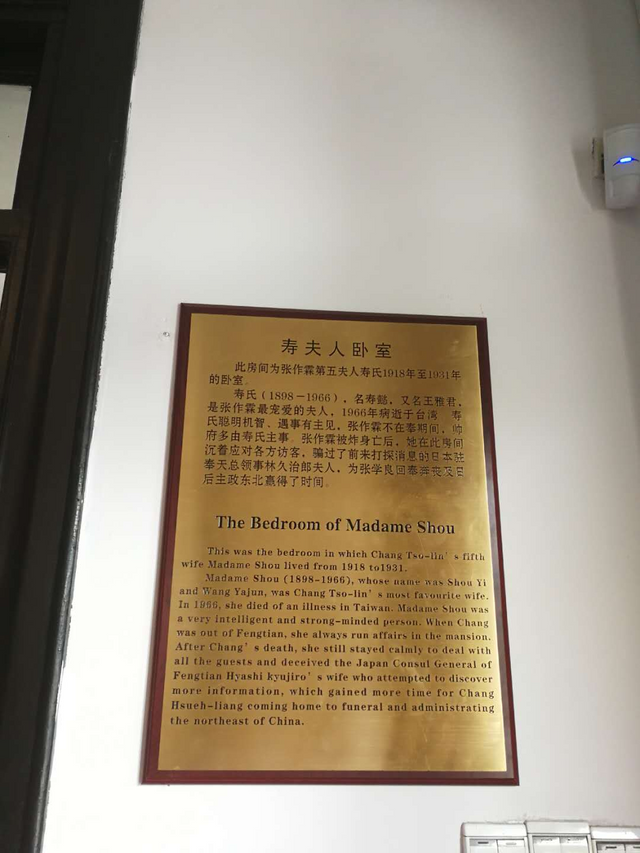 寿夫人卧室
此房间为张作霖第五夫人寿氏1918年至1931年
的卧室。
寿氏（1898－1966），名寿懿，又名王雅君，
是张作霖最宠爱的夫人，1966年病逝于台湾。寿
氏聪明机智、遇事有主见，张作霖不在奉期间，帅
府多由寿氏主事。张作霖被炸身亡后，她在此房间
沉着应对各方访客，骗过了前来打探消息的日本驻
奉天总领事林久治郎夫人，为张学良回奉奔丧及日
后主政东北赢得了时间。
The Bedroom of Madame Shou
This was the bedroom in which Chang Tso-lin's fifth
wife Madame Shou lived from 1918 to1931.
Madame Shou (1898-1966), whose name was Shou Yi
and Wang Yajun, was Chang Tso-lin's most favourite wife.
In 1966, she died of an illness in Taiwan. Madame Shou was
a very intelligent and strong-minded person. When Chang
was out of Fengtian, she always run affairs in the mansion.
After Chang's death, she still stayed calmly to deal with
all the guests and deceived the Japan Consul General of
Fengtian Hyashi kyujiro's wife who attempted to discover
more information, which gained more time for Chang
Hsueh-liang coming home to funeral and administrating
the northeast of China.